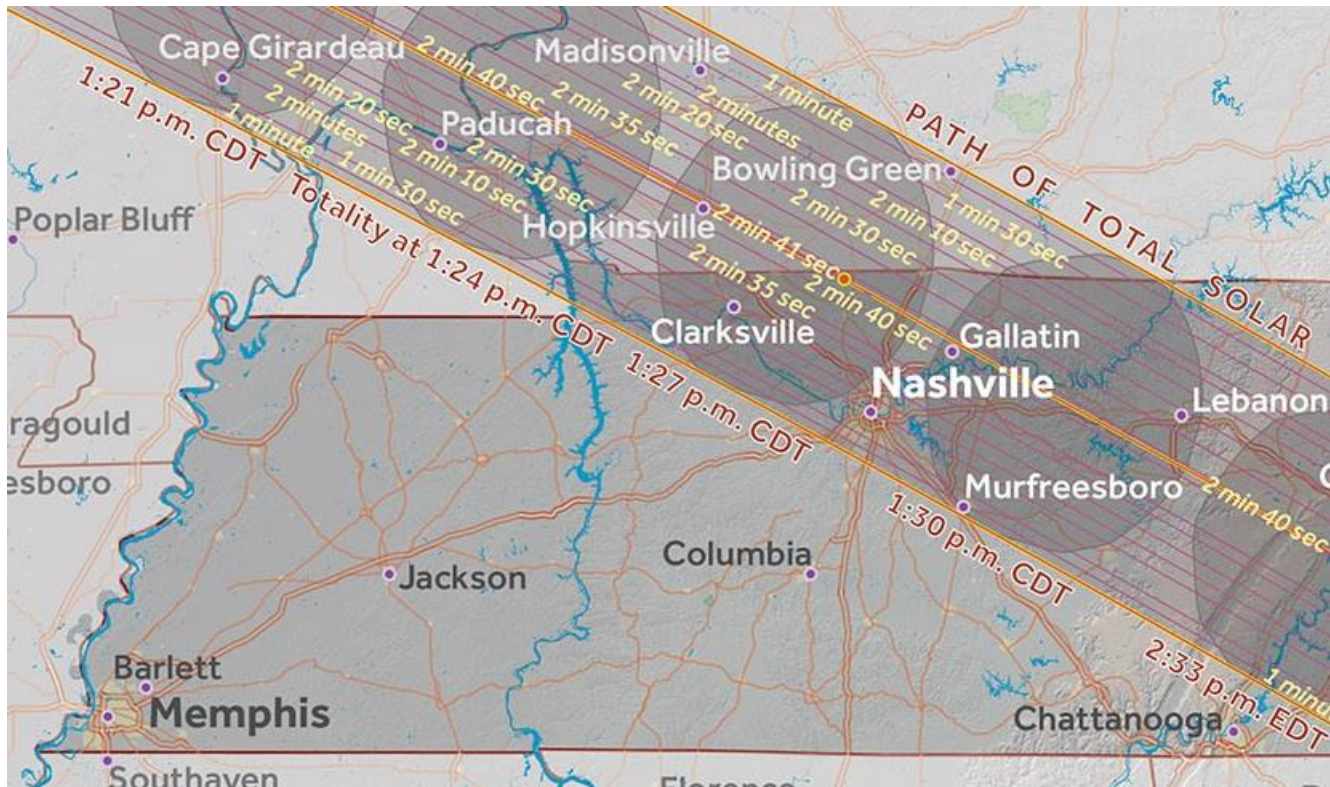 Cape Girardeau
Madisonville
2 min 40 sec
1 minute
2 min 20 sec
2 min 35 sec
2 min 20 sec
2 minutes
1:21 p.m. CDT
2 minutes
1 minute
Paducah
PATH OF TOTAL SOLAR
1 min 30 sec
2 min 10 sec
2 min 30 sec
Bowling Green
2 min 30 sec
2 min 10 sec
1 min 30 sec
Poplar Bluff
Totality at 1:24 p.m. CDT
Hopkinsville
2 min 41 sec
2 min 35 sec
2 min 40 sec
Clarksville
Gallatin
Nashville
1:27 p.m. CDT
Lebanon
ragould
esboro
Murfreesboro
2 min 40 sec
1:30 p.m. CDT
Columbia
Jackson
2:33 p.m. EDT
1 minu
Barlett
Memphis
Chattanooga
Southaven